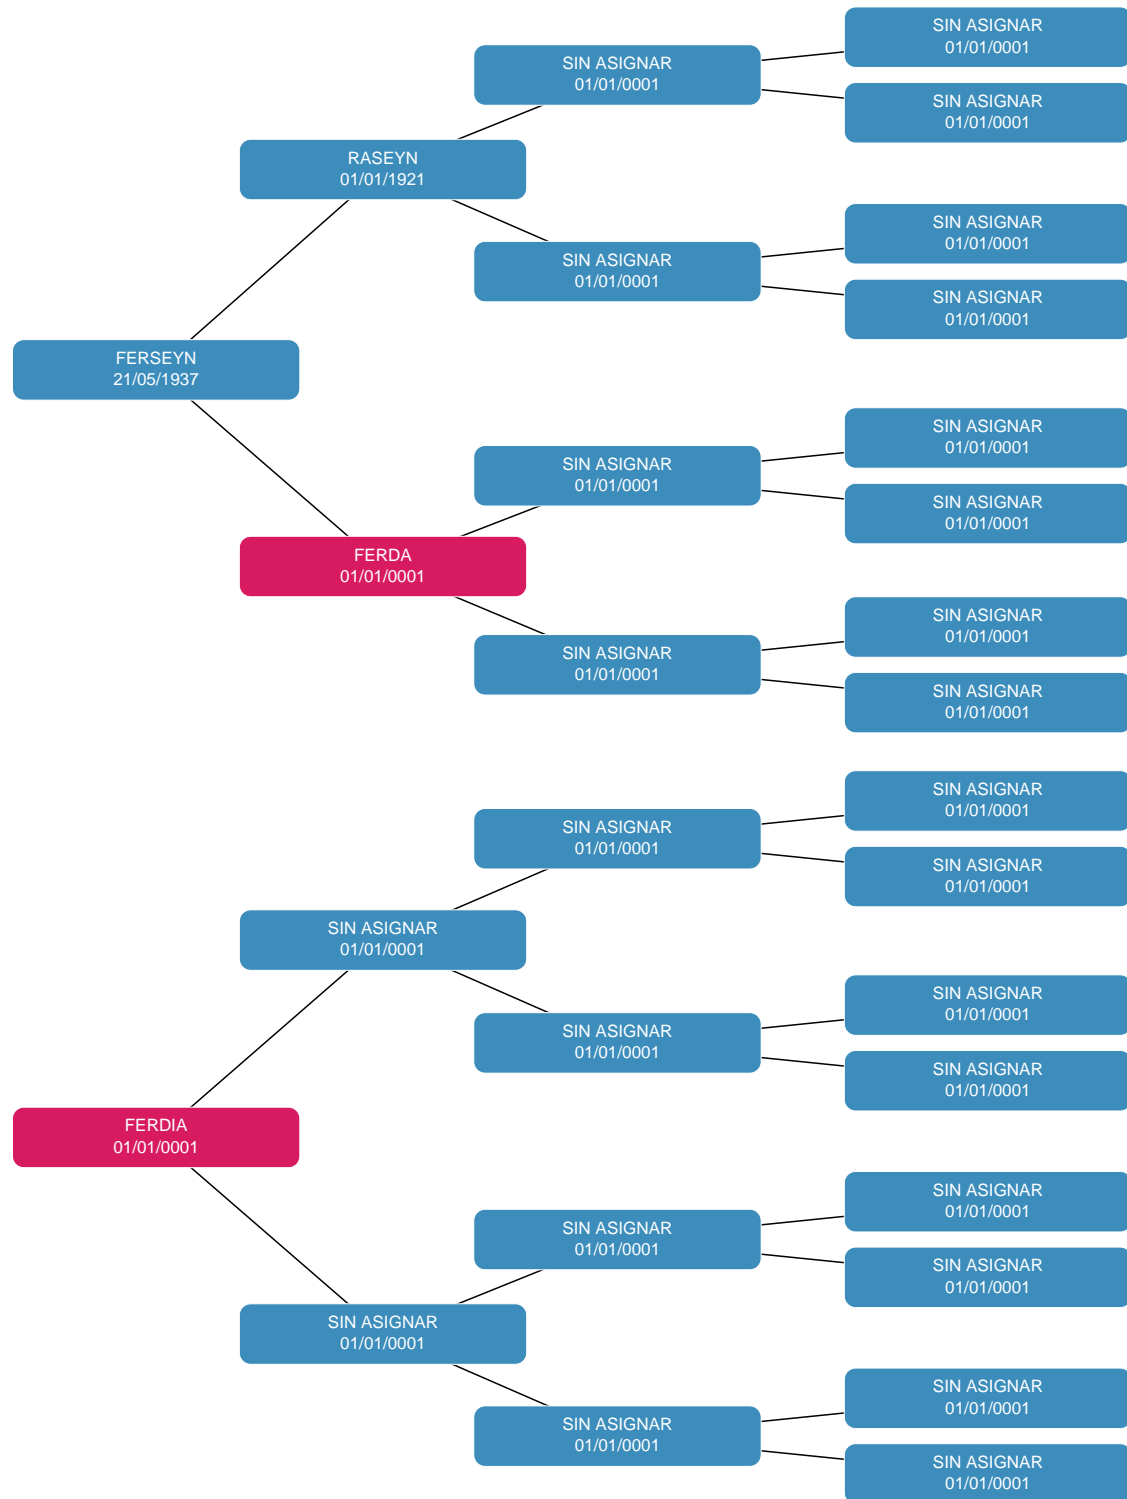 SIN ASIGNAR
01/01/0001
SIN ASIGNAR
01/01/0001
SIN ASIGNAR
01/01/0001
RASEYN
01/01/1921
SIN ASIGNAR
01/01/0001
SIN ASIGNAR
01/01/0001
SIN ASIGNAR
01/01/0001
FERSEYN
21/05/1937
SIN ASIGNAR
01/01/0001
SIN ASIGNAR
01/01/0001
SIN ASIGNAR
01/01/0001
FERDA
01/01/0001
SIN ASIGNAR
01/01/0001
SIN ASIGNAR
01/01/0001
SIN ASIGNAR
01/01/0001
SIN ASIGNAR
01/01/0001
SIN ASIGNAR
01/01/0001
SIN ASIGNAR
01/01/0001
SIN ASIGNAR
01/01/0001
SIN ASIGNAR
01/01/0001
SIN ASIGNAR
01/01/0001
SIN ASIGNAR
01/01/0001
FERDIA
01/01/0001
SIN ASIGNAR
01/01/0001
SIN ASIGNAR
01/01/0001
SIN ASIGNAR
01/01/0001
SIN ASIGNAR
01/01/0001
SIN ASIGNAR
01/01/0001
SIN ASIGNAR
01/01/0001
SIN ASIGNAR
01/01/0001